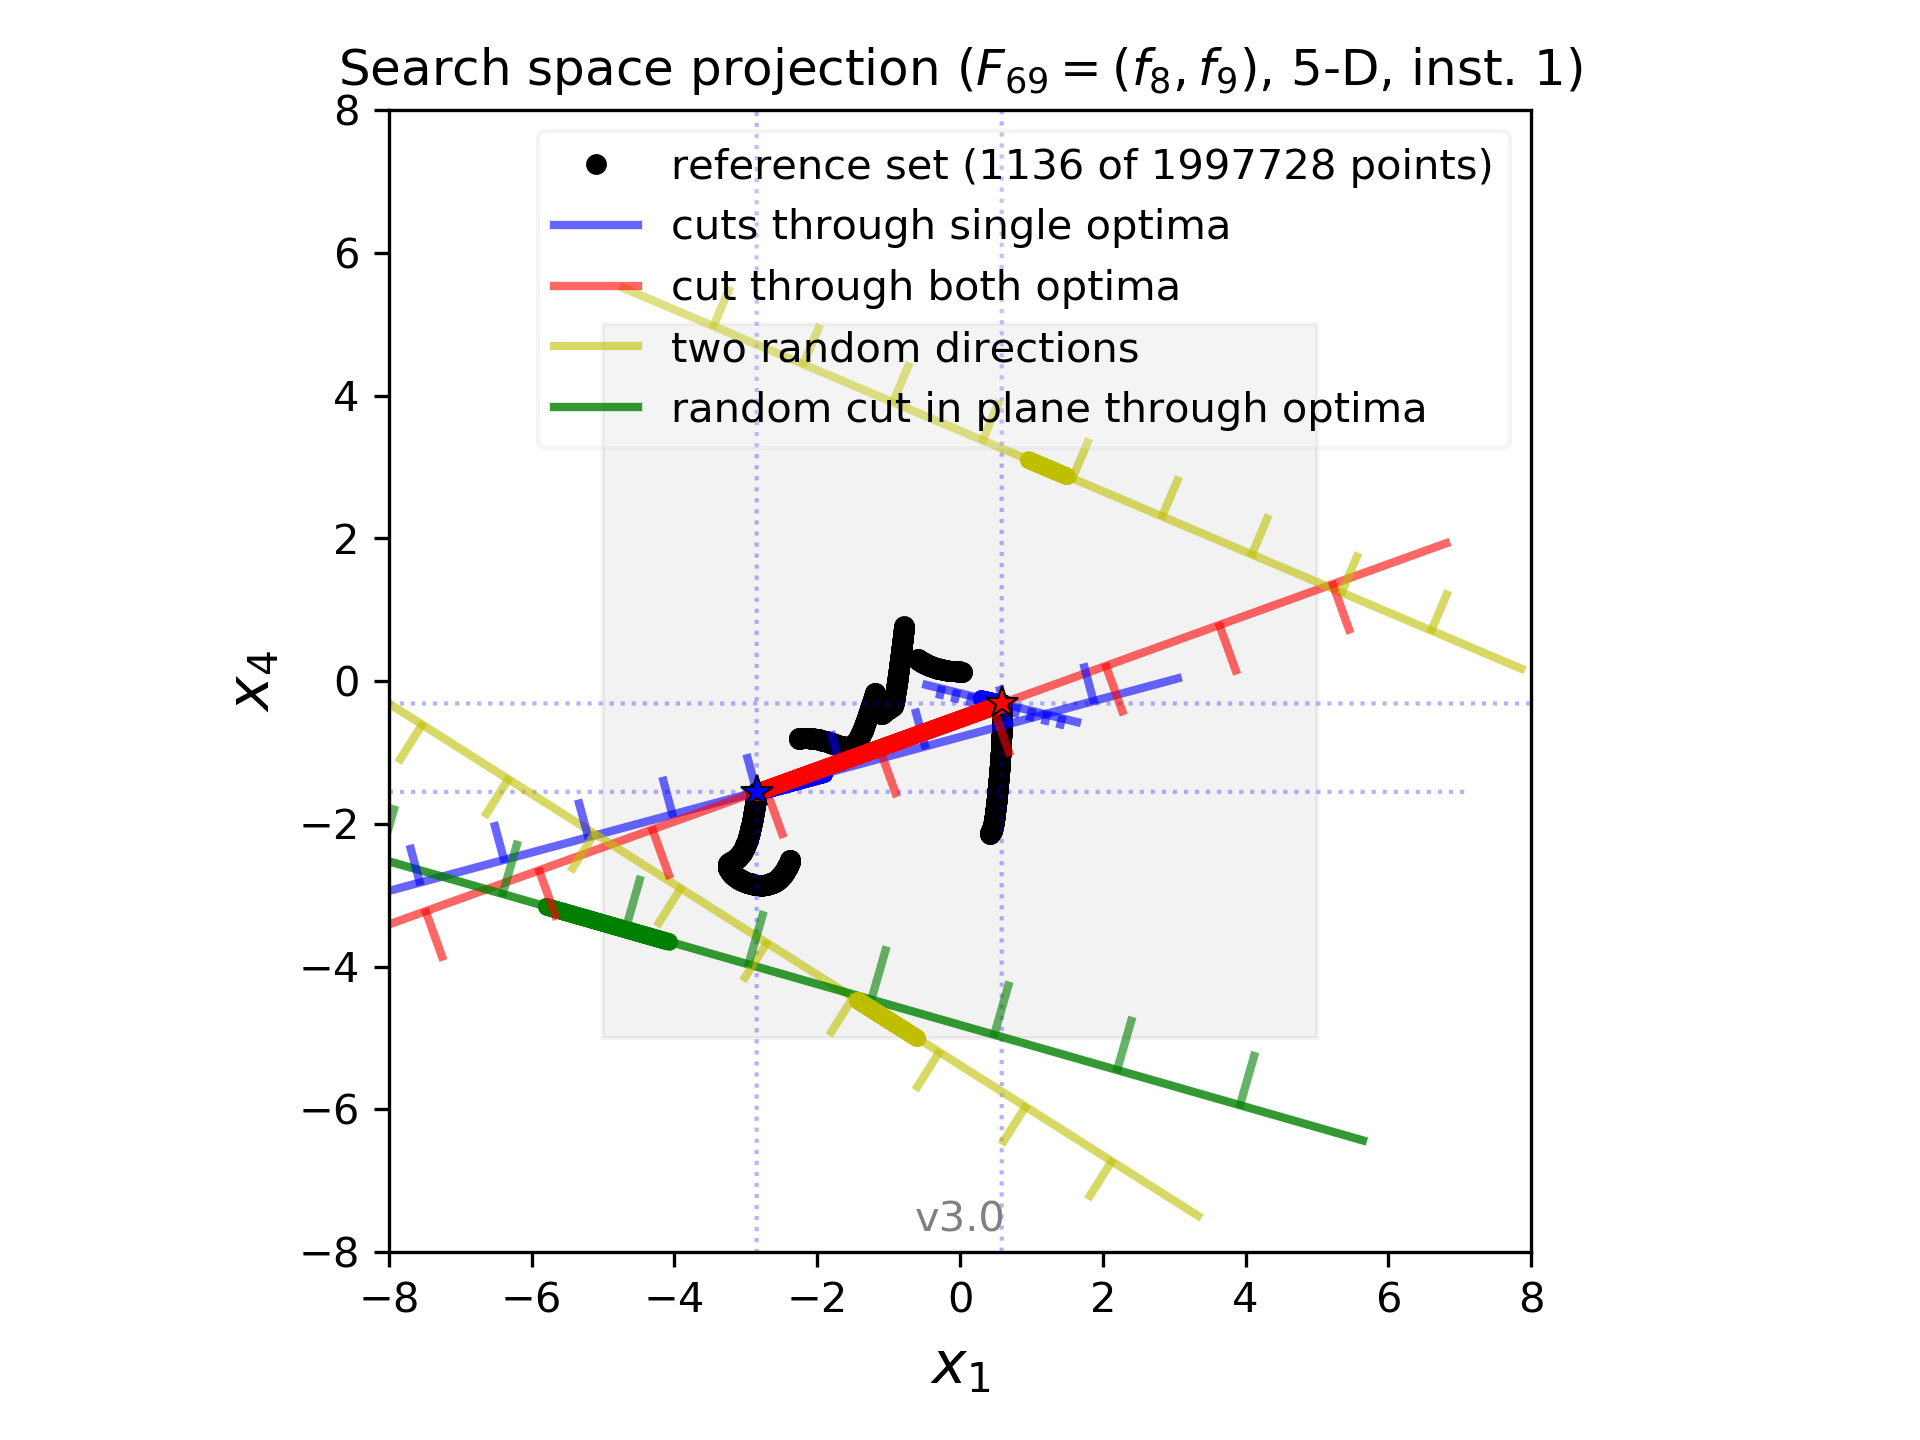 Search space projection (F₆₉ = (f₈, f₉), 5-D, inst. 1)
8
6
4
2
0
−2
−4
−6
−8
x₄
reference set (1136 of 1997728 points)
cuts through single optima
cut through both optima
two random directions
random cut in plane through optima
v3.0
−8 −6 −4 −2 0 2 4 6 8
x₁